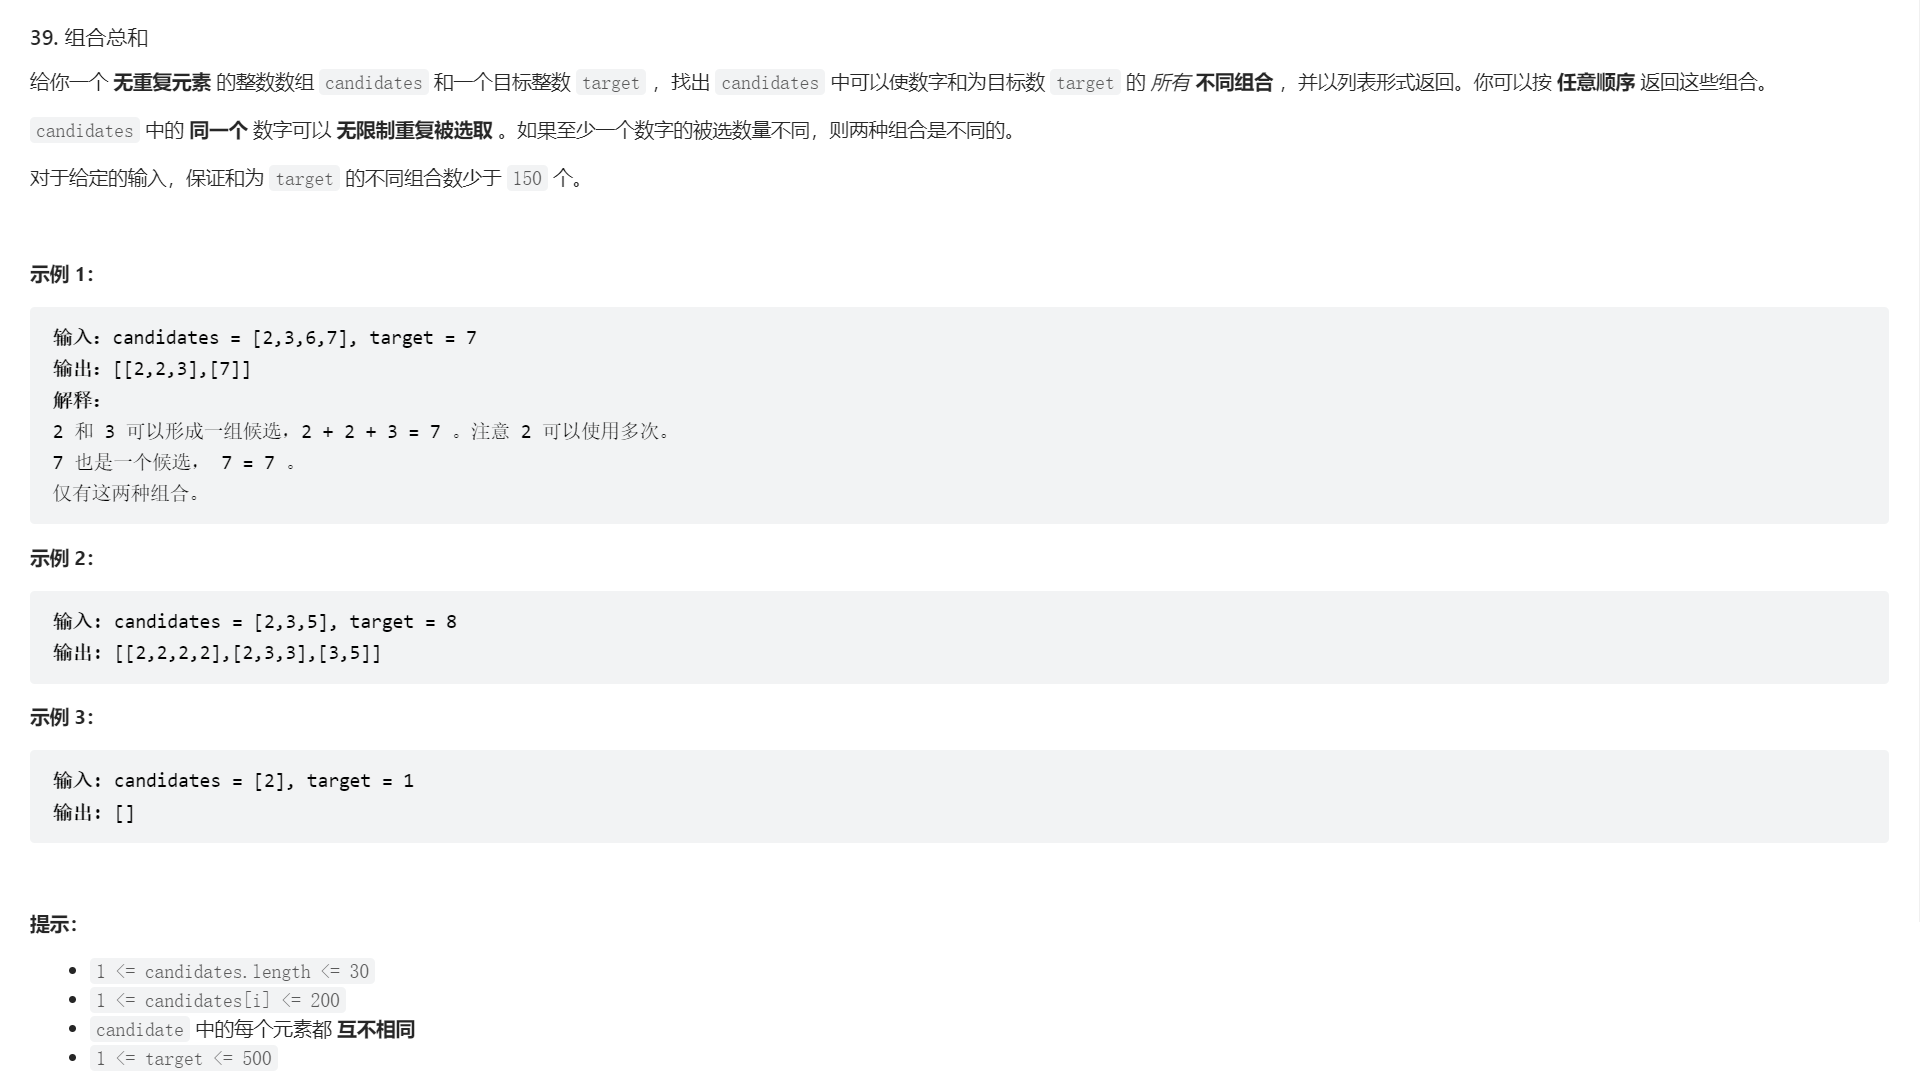 39. 组合总和
给你一个 无重复元素 的整数数组 candidates 和一个目标整数 target ，找出 candidates 中可以使数字和为目标数 target 的 所有 不同组合 ，并以列表形式返回。你可以按 任意顺序 返回这些组合。
candidates 中的 同一个 数字可以 无限制重复被选取 。如果至少一个数字的被选数量不同，则两种组合是不同的。
对于给定的输入，保证和为 target 的不同组合数少于 150 个。
示例 1：
输入：candidates = [2,3,6,7], target = 7
输出：[[2,2,3],[7]]
解释：
2 和 3 可以形成一组候选，2 + 2 + 3 = 7 。注意 2 可以使用多次。
7 也是一个候选， 7 = 7 。
仅有这两种组合。
示例 2：
输入: candidates = [2,3,5], target = 8
输出: [[2,2,2,2],[2,3,3],[3,5]]
示例 3：
输入: candidates = [2], target = 1
输出: []
提示：
• 1 <= candidates.length <= 30
• 1 <= candidates[i] <= 200
• candidate 中的每个元素都 互不相同
• 1 <= target <= 500